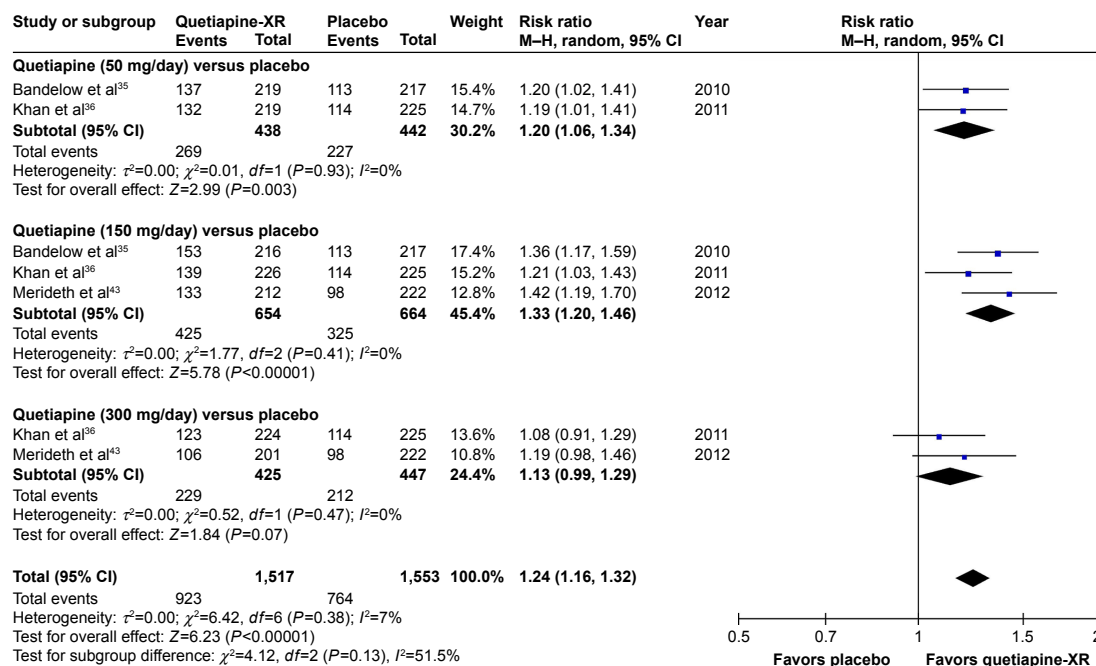 Study or subgroup Quetiapine-XR Placebo Weight Risk ratio Year Risk ratio
Events Total Events Total M–H, random, 95% CI M–H, random, 95% CI
Quetiapine (50 mg/day) versus placebo
Bandelow et al³⁵ 137 219 113 217 15.4% 1.20 (1.02, 1.41) 2010
Khan et al³⁶ 132 219 114 225 14.7% 1.19 (1.01, 1.41) 2011
Subtotal (95% CI) 438 442 30.2% 1.20 (1.06, 1.34)
Total events 269 227
Heterogeneity: τ²=0.00; χ²=0.01, df=1 (P=0.93); I²=0%
Test for overall effect: Z=2.99 (P=0.003)
Quetiapine (150 mg/day) versus placebo
Bandelow et al³⁵ 153 216 113 217 17.4% 1.36 (1.17, 1.59) 2010
Khan et al³⁶ 139 226 114 225 15.2% 1.21 (1.03, 1.43) 2011
Merideth et al⁴³ 133 212 98 222 12.8% 1.42 (1.19, 1.70) 2012
Subtotal (95% CI) 654 664 45.4% 1.33 (1.20, 1.46)
Total events 425 325
Heterogeneity: τ²=0.00; χ²=1.77, df=2 (P=0.41); I²=0%
Test for overall effect: Z=5.78 (P<0.00001)
Quetiapine (300 mg/day) versus placebo
Khan et al³⁶ 123 224 114 225 13.6% 1.08 (0.91, 1.29) 2011
Merideth et al⁴³ 106 201 98 222 10.8% 1.19 (0.98, 1.46) 2012
Subtotal (95% CI) 425 447 24.4% 1.13 (0.99, 1.29)
Total events 229 212
Heterogeneity: τ²=0.00; χ²=0.52, df=1 (P=0.47); I²=0%
Test for overall effect: Z=1.84 (P=0.07)
Total (95% CI) 1,517 1,553 100.0% 1.24 (1.16, 1.32)
Total events 923 764
Heterogeneity: τ²=0.00; χ²=6.42, df=6 (P=0.38); I²=7%
Test for overall effect: Z=6.23 (P<0.00001)
Test for subgroup difference: χ²=4.12, df=2 (P=0.13), I²=51.5%
0.5 0.7 1 1.5 2
Favors placebo Favors quetiapine-XR